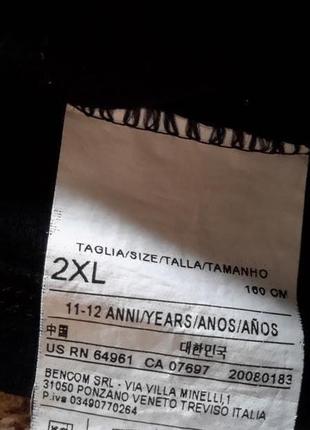 TAGLIA/SIZE/TALLA/TAMANHO
2XL 160 CM
11-12 ANNI/YEARS/ANOS/AÑOS
中国 대한민국
US RN 64961 CA 07697 20080183
BENCOM SRL - VIA VILLA MINELLI,1
31050 PONZANO VENETO TREVISO ITALIA
P.iva 03490770264